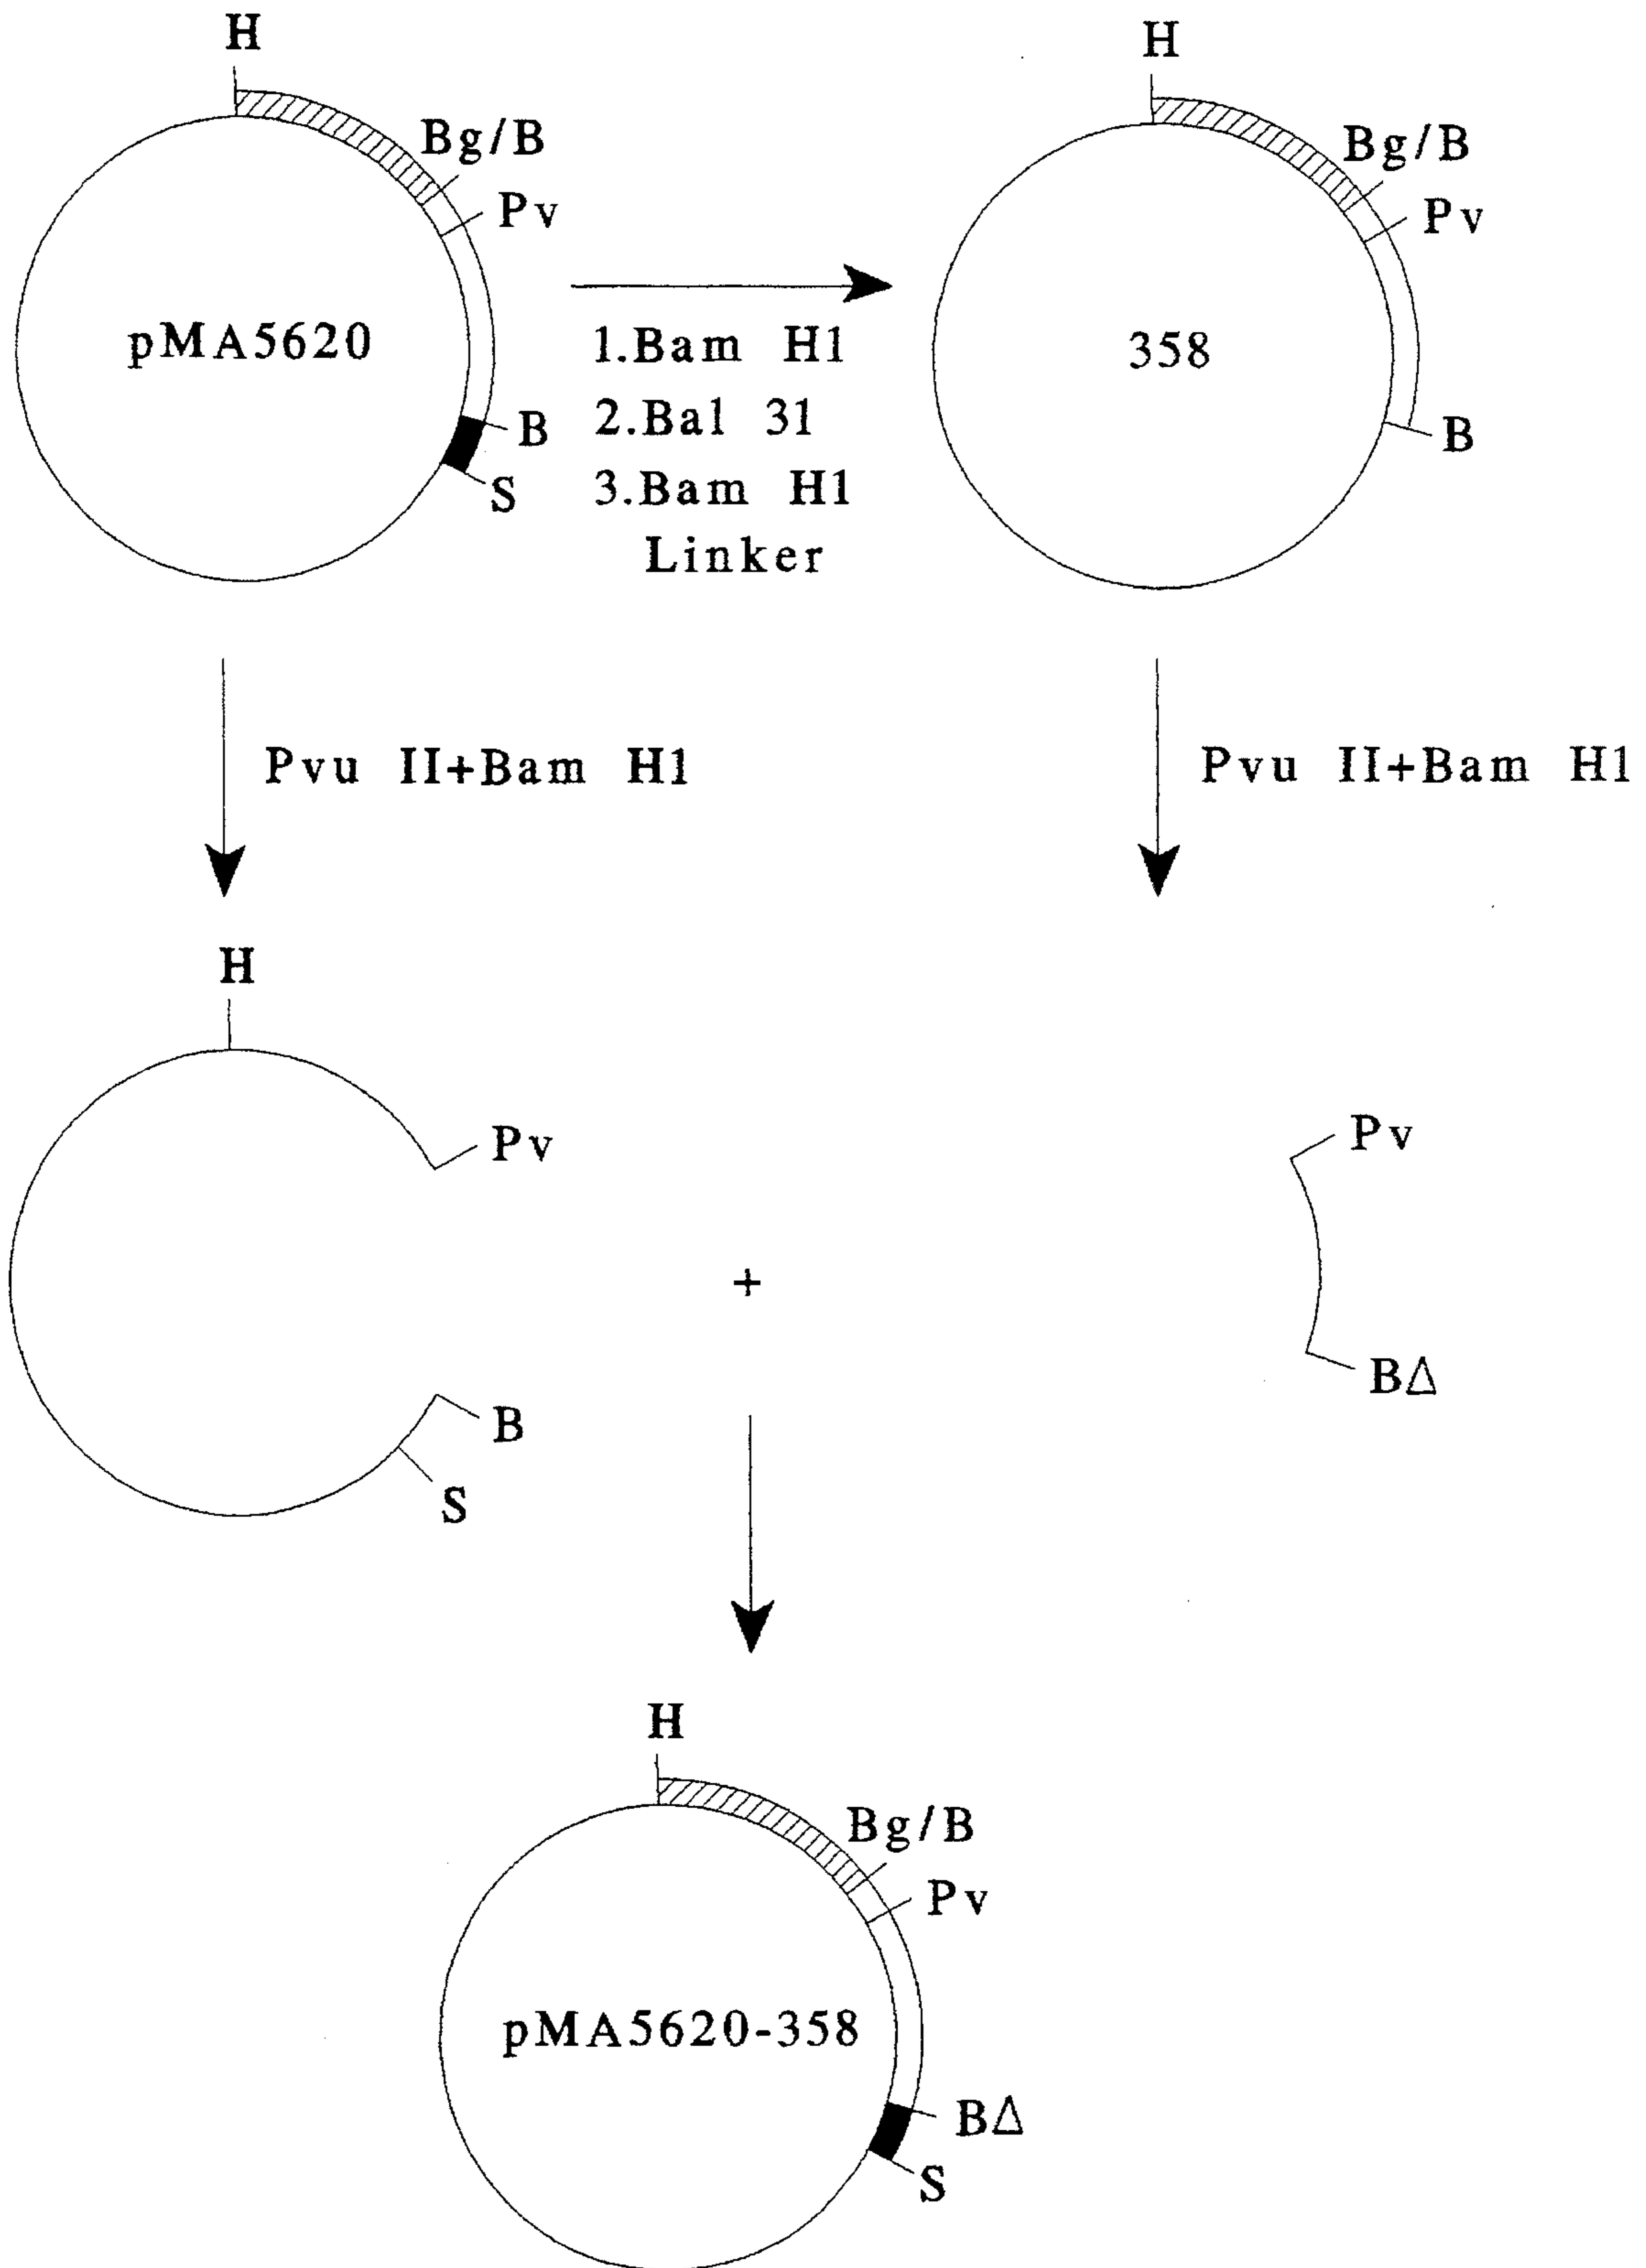 H
Bg/B
Pv
pMA5620
B
S
1.Bam H1
2.Bal 31
3.Bam H1
Linker
H
Bg/B
Pv
358
B
Pvu II+Bam H1
Pvu II+Bam H1
H
Pv
B
S
+
Pv
BΔ
H
Bg/B
Pv
pMA5620-358
BΔ
S